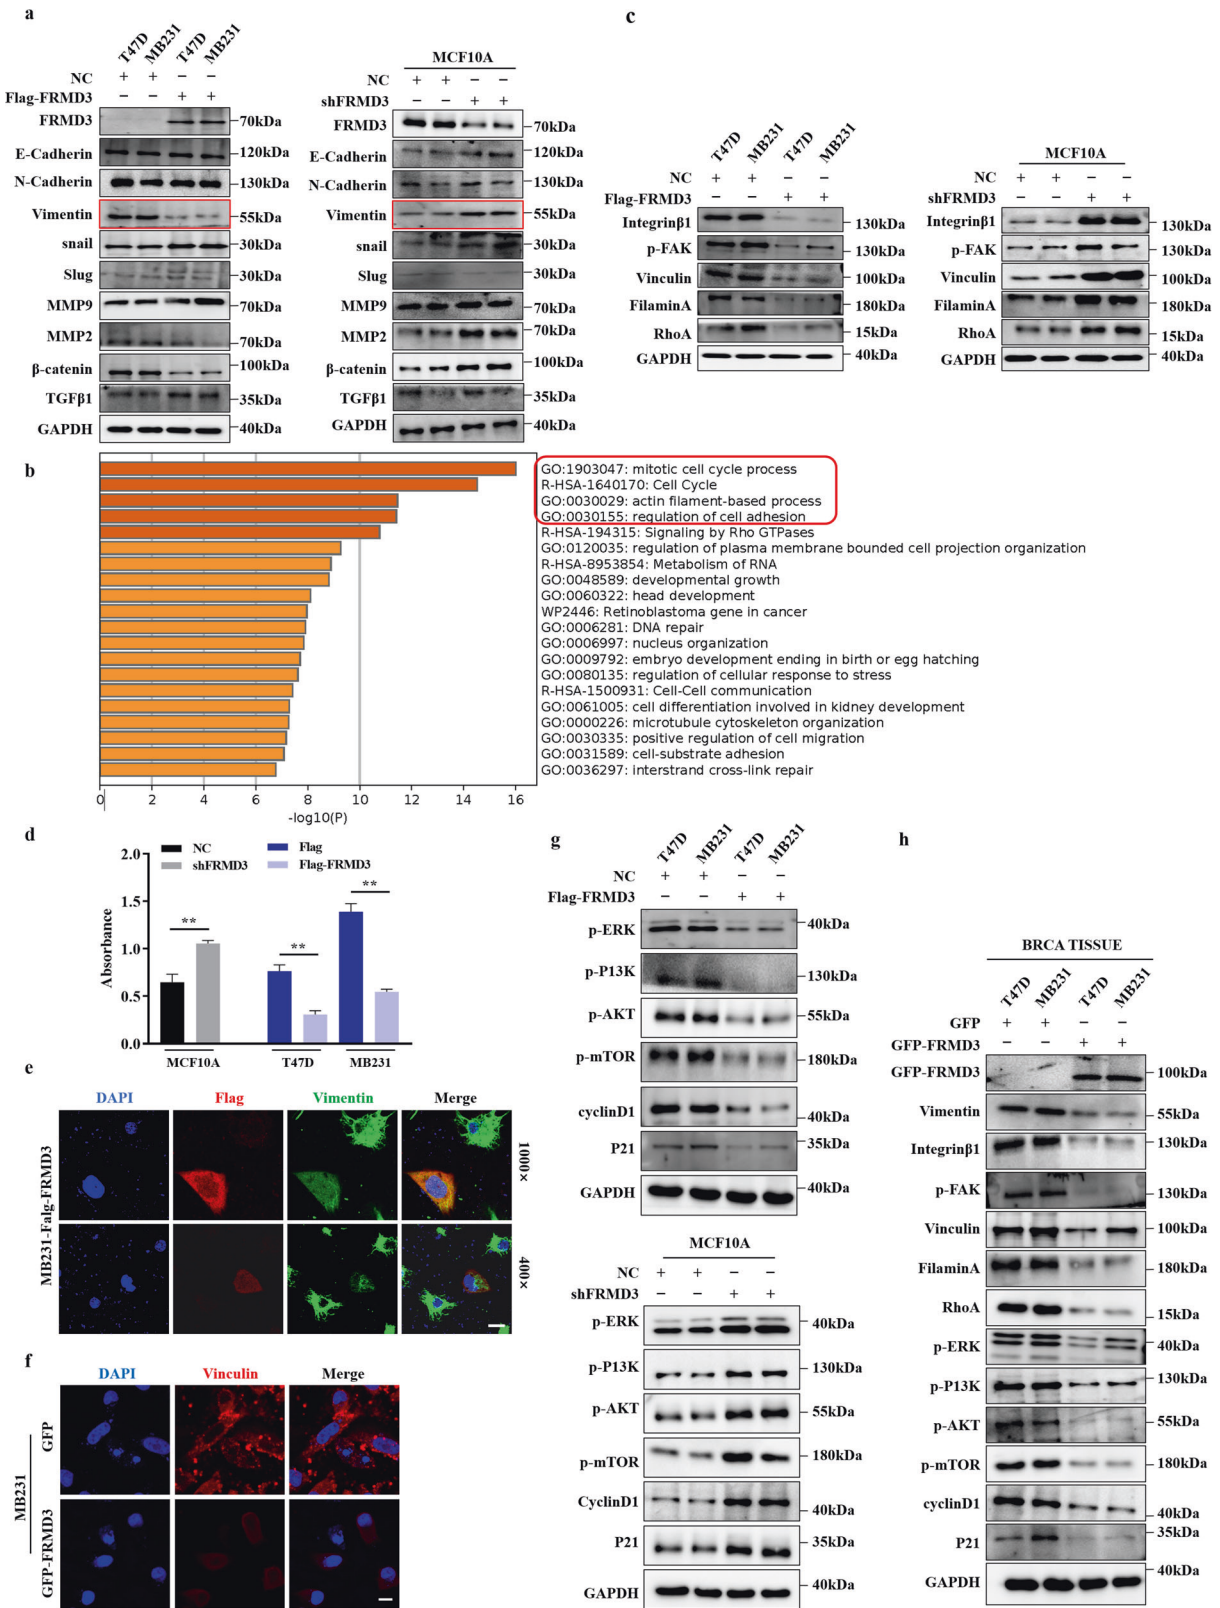 a
T47D
MB231
T47D
MB231
NC
+ + − −
Flag-FRMD3
− − + +
FRMD3
70kDa
E-Cadherin
120kDa
N-Cadherin
130kDa
Vimentin
55kDa
snail
30kDa
Slug
30kDa
MMP9
70kDa
MMP2
70kDa
β-catenin
100kDa
TGFβ1
35kDa
GAPDH
40kDa
MCF10A
NC
+ + − −
shFRMD3
− − + +
FRMD3
70kDa
E-Cadherin
120kDa
N-Cadherin
130kDa
Vimentin
55kDa
snail
30kDa
Slug
30kDa
MMP9
70kDa
MMP2
70kDa
β-catenin
100kDa
TGFβ1
35kDa
GAPDH
40kDa
c
T47D
MB231
T47D
MB231
NC
+ + − −
Flag-FRMD3
− − + +
Integrinβ1
130kDa
p-FAK
130kDa
Vinculin
100kDa
FilaminA
180kDa
RhoA
15kDa
GAPDH
40kDa
MCF10A
NC
+ + − −
shFRMD3
− − + +
Integrinβ1
130kDa
p-FAK
130kDa
Vinculin
100kDa
FilaminA
180kDa
RhoA
15kDa
GAPDH
40kDa
b
GO:1903047: mitotic cell cycle process
R-HSA-1640170: Cell Cycle
GO:0030029: actin filament-based process
GO:0030155: regulation of cell adhesion
R-HSA-194315: Signaling by Rho GTPases
GO:0120035: regulation of plasma membrane bounded cell projection organization
R-HSA-8953854: Metabolism of RNA
GO:0048589: developmental growth
GO:0060322: head development
WP2446: Retinoblastoma gene in cancer
GO:0006281: DNA repair
GO:0006997: nucleus organization
GO:0009792: embryo development ending in birth or egg hatching
GO:0080135: regulation of cellular response to stress
R-HSA-1500931: Cell-Cell communication
GO:0061005: cell differentiation involved in kidney development
GO:0000226: microtubule cytoskeleton organization
GO:0030335: positive regulation of cell migration
GO:0031589: cell-substrate adhesion
GO:0036297: interstrand cross-link repair
0 2 4 6 8 10 12 14 16
-log10(P)
d
NC
shFRMD3
Flag
Flag-FRMD3
Absorbance
2.0
1.5
1.0
0.5
0.0
**
**
**
MCF10A
T47D
MB231
e
DAPI
Flag
Vimentin
Merge
MB231-Falg-FRMD3
1000×
400×
f
DAPI
Vinculin
Merge
MB231
GFP
GFP-FRMD3
g
T47D
MB231
T47D
MB231
NC
+ + − −
Flag-FRMD3
− − + +
p-ERK
40kDa
p-P13K
130kDa
p-AKT
55kDa
p-mTOR
180kDa
cyclinD1
40kDa
P21
35kDa
GAPDH
40kDa
MCF10A
NC
+ + − −
shFRMD3
− − + +
p-ERK
40kDa
p-P13K
130kDa
p-AKT
55kDa
p-mTOR
180kDa
CyclinD1
40kDa
P21
35kDa
GAPDH
40kDa
h
BRCA TISSUE
T47D
MB231
T47D
MB231
GFP
+ + − −
GFP-FRMD3
− − + +
GFP-FRMD3
100kDa
Vimentin
55kDa
Integrinβ1
130kDa
p-FAK
130kDa
Vinculin
100kDa
FilaminA
180kDa
RhoA
15kDa
p-ERK
40kDa
p-P13K
130kDa
p-AKT
55kDa
p-mTOR
180kDa
cyclinD1
40kDa
P21
35kDa
GAPDH
40kDa